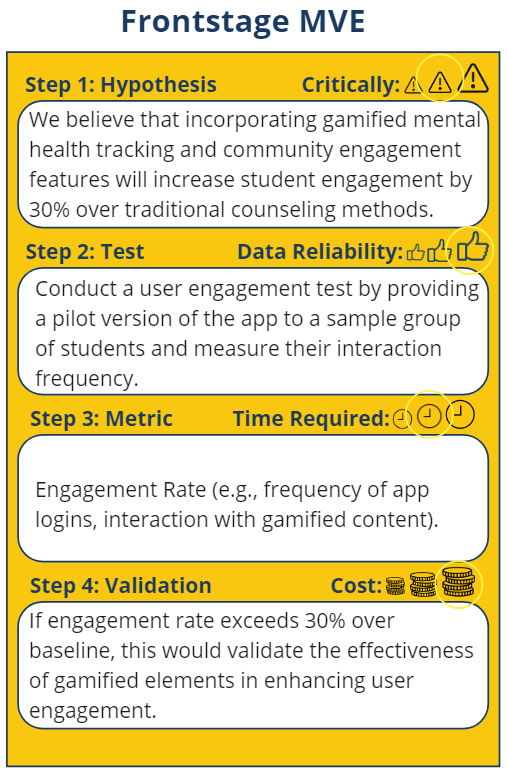 Frontstage MVE
Step 1: Hypothesis Critically:
We believe that incorporating gamified mental
health tracking and community engagement
features will increase student engagement by
30% over traditional counseling methods.
Step 2: Test Data Reliability:
Conduct a user engagement test by providing
a pilot version of the app to a sample group
of students and measure their interaction
frequency.
Step 3: Metric Time Required:
Engagement Rate (e.g., frequency of app
logins, interaction with gamified content).
Step 4: Validation Cost:
If engagement rate exceeds 30% over
baseline, this would validate the effectiveness
of gamified elements in enhancing user
engagement.